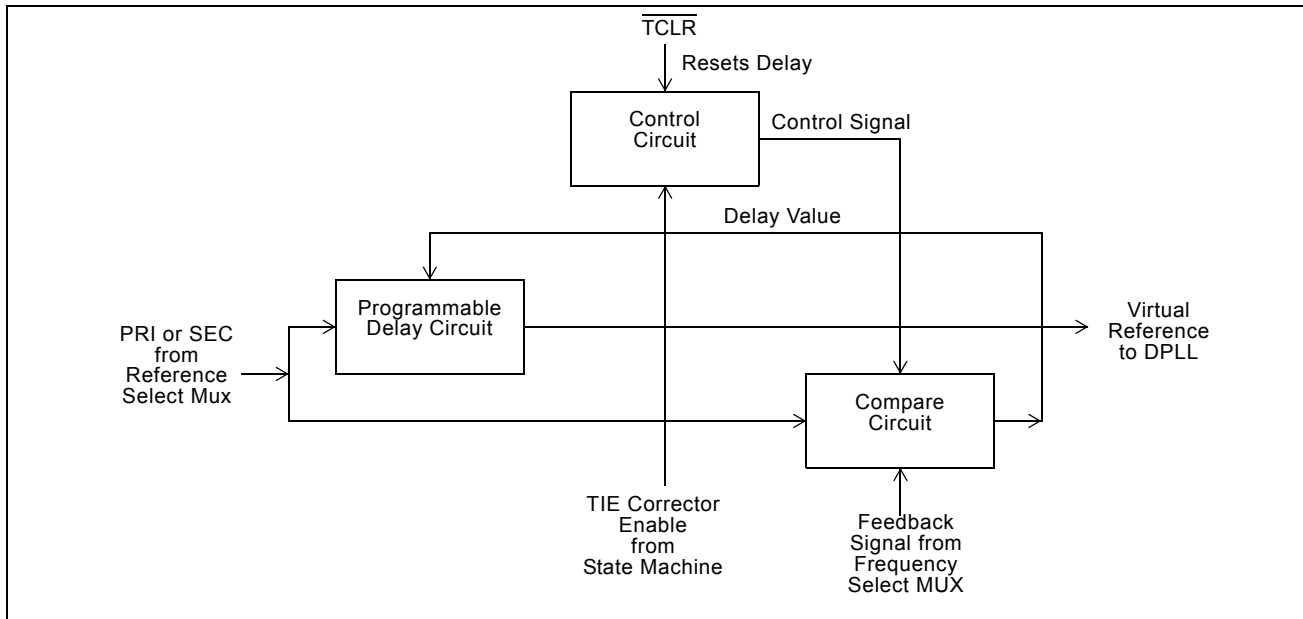 TCLR
Resets Delay
Control
Circuit
Control Signal
Delay Value
Programmable
Delay Circuit
PRI or SEC
from
Reference
Select Mux
Virtual
Reference
to DPLL
Compare
Circuit
TIE Corrector
Enable
from
State Machine
Feedback
Signal from
Frequency
Select MUX